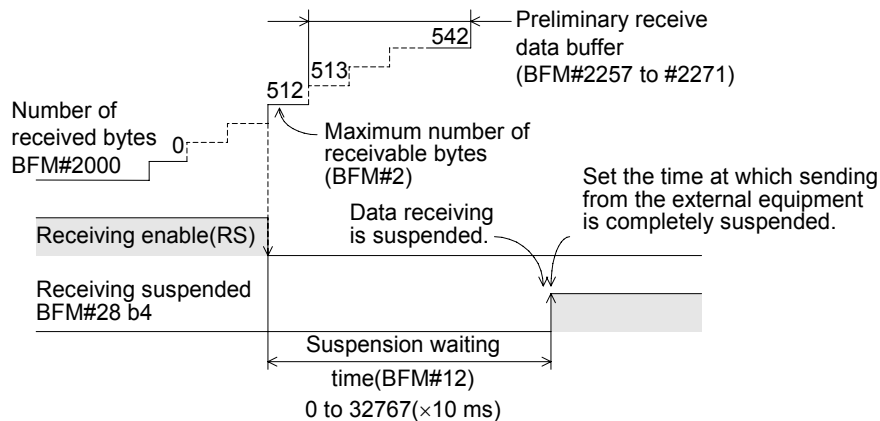 Preliminary receive
data buffer
(BFM#2257 to #2271)
542
513
512
Number of
received bytes
BFM#2000
0
Maximum number of
receivable bytes
(BFM#2)
Set the time at which sending
from the external equipment
is completely suspended.
Data receiving
is suspended.
Receiving enable(RS)
Receiving suspended
BFM#28 b4
Suspension waiting
time(BFM#12)
0 to 32767(×10 ms)